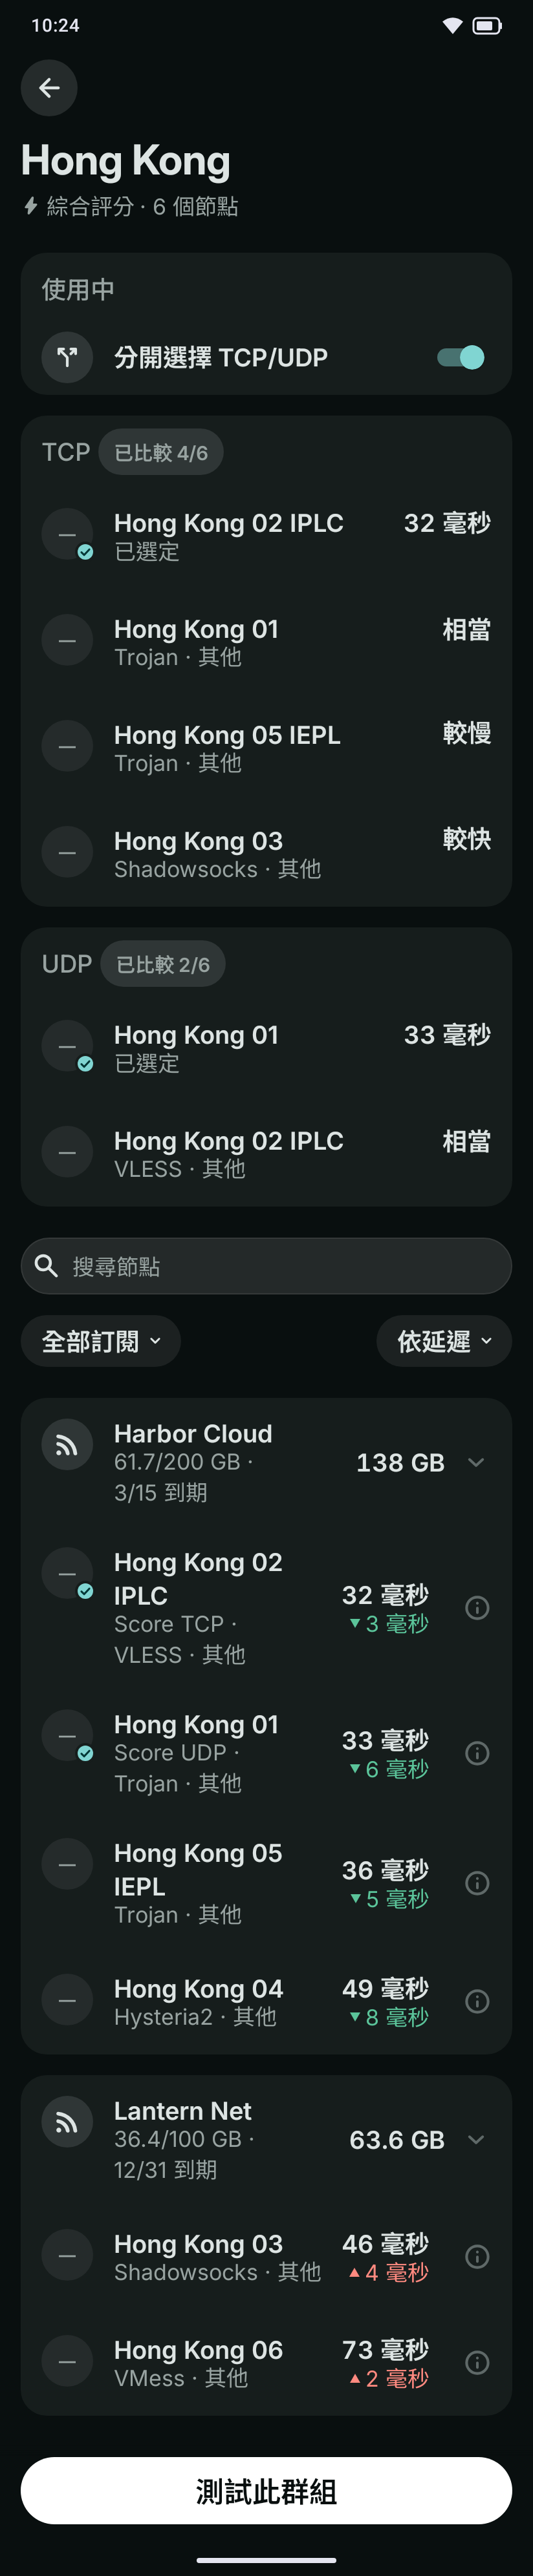 10:24
Hong Kong
綜合評分 · 6 個節點
使用中
分開選擇 TCP/UDP
TCP 已比較 4/6
Hong Kong 02 IPLC 32 毫秒
已選定
Hong Kong 01 相當
Trojan · 其他
Hong Kong 05 IEPL 較慢
Trojan · 其他
Hong Kong 03 較快
Shadowsocks · 其他
UDP 已比較 2/6
Hong Kong 01 33 毫秒
已選定
Hong Kong 02 IPLC 相當
VLESS · 其他
搜尋節點
全部訂閱 依延遲
Harbor Cloud
61.7/200 GB ·
3/15 到期
138 GB
Hong Kong 02
IPLC
Score TCP ·
VLESS · 其他
32 毫秒
▼3 毫秒
Hong Kong 01
Score UDP ·
Trojan · 其他
33 毫秒
▼6 毫秒
Hong Kong 05
IEPL
Trojan · 其他
36 毫秒
▼5 毫秒
Hong Kong 04
Hysteria2 · 其他
49 毫秒
▼8 毫秒
Lantern Net
36.4/100 GB ·
12/31 到期
63.6 GB
Hong Kong 03
Shadowsocks · 其他
46 毫秒
▲4 毫秒
Hong Kong 06
VMess · 其他
73 毫秒
▲2 毫秒
測試此群組